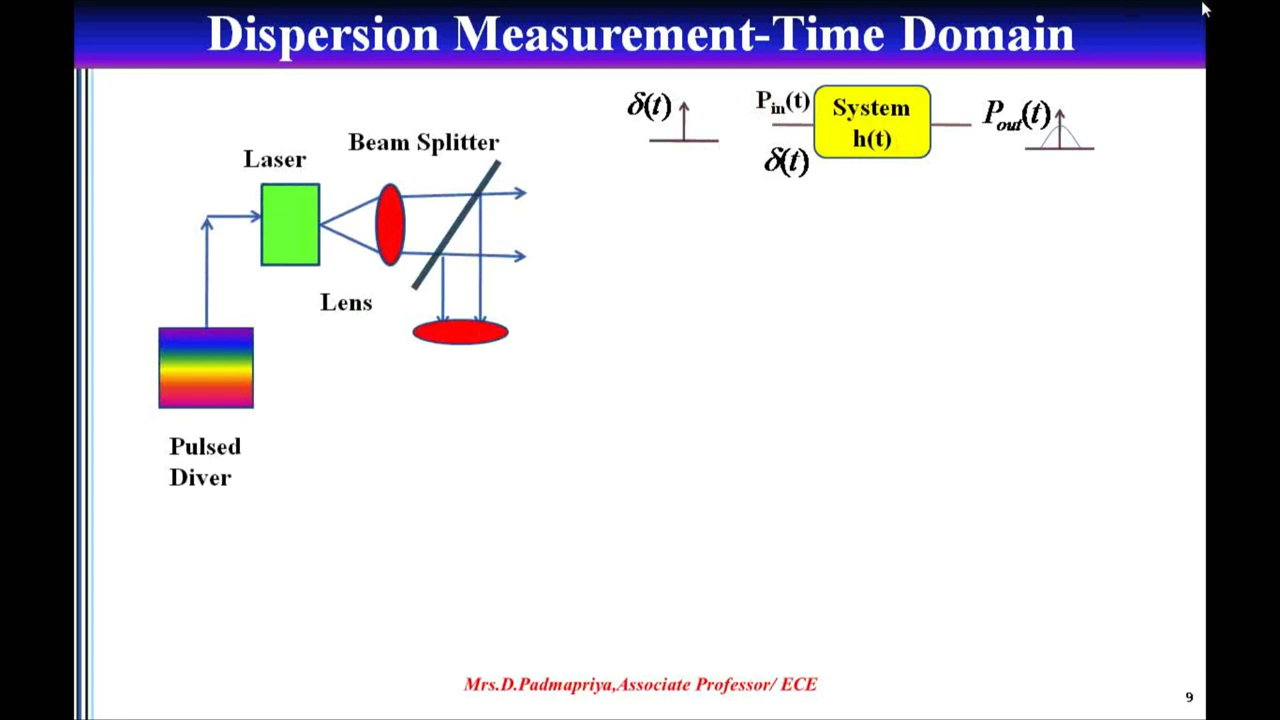 Dispersion Measurement-Time Domain
δ(t)
P_in(t)
System
h(t)
P_out(t)
δ(t)
Beam Splitter
Laser
Lens
Pulsed
Diver
Mrs.D.Padmapriya,Associate Professor/ ECE
9